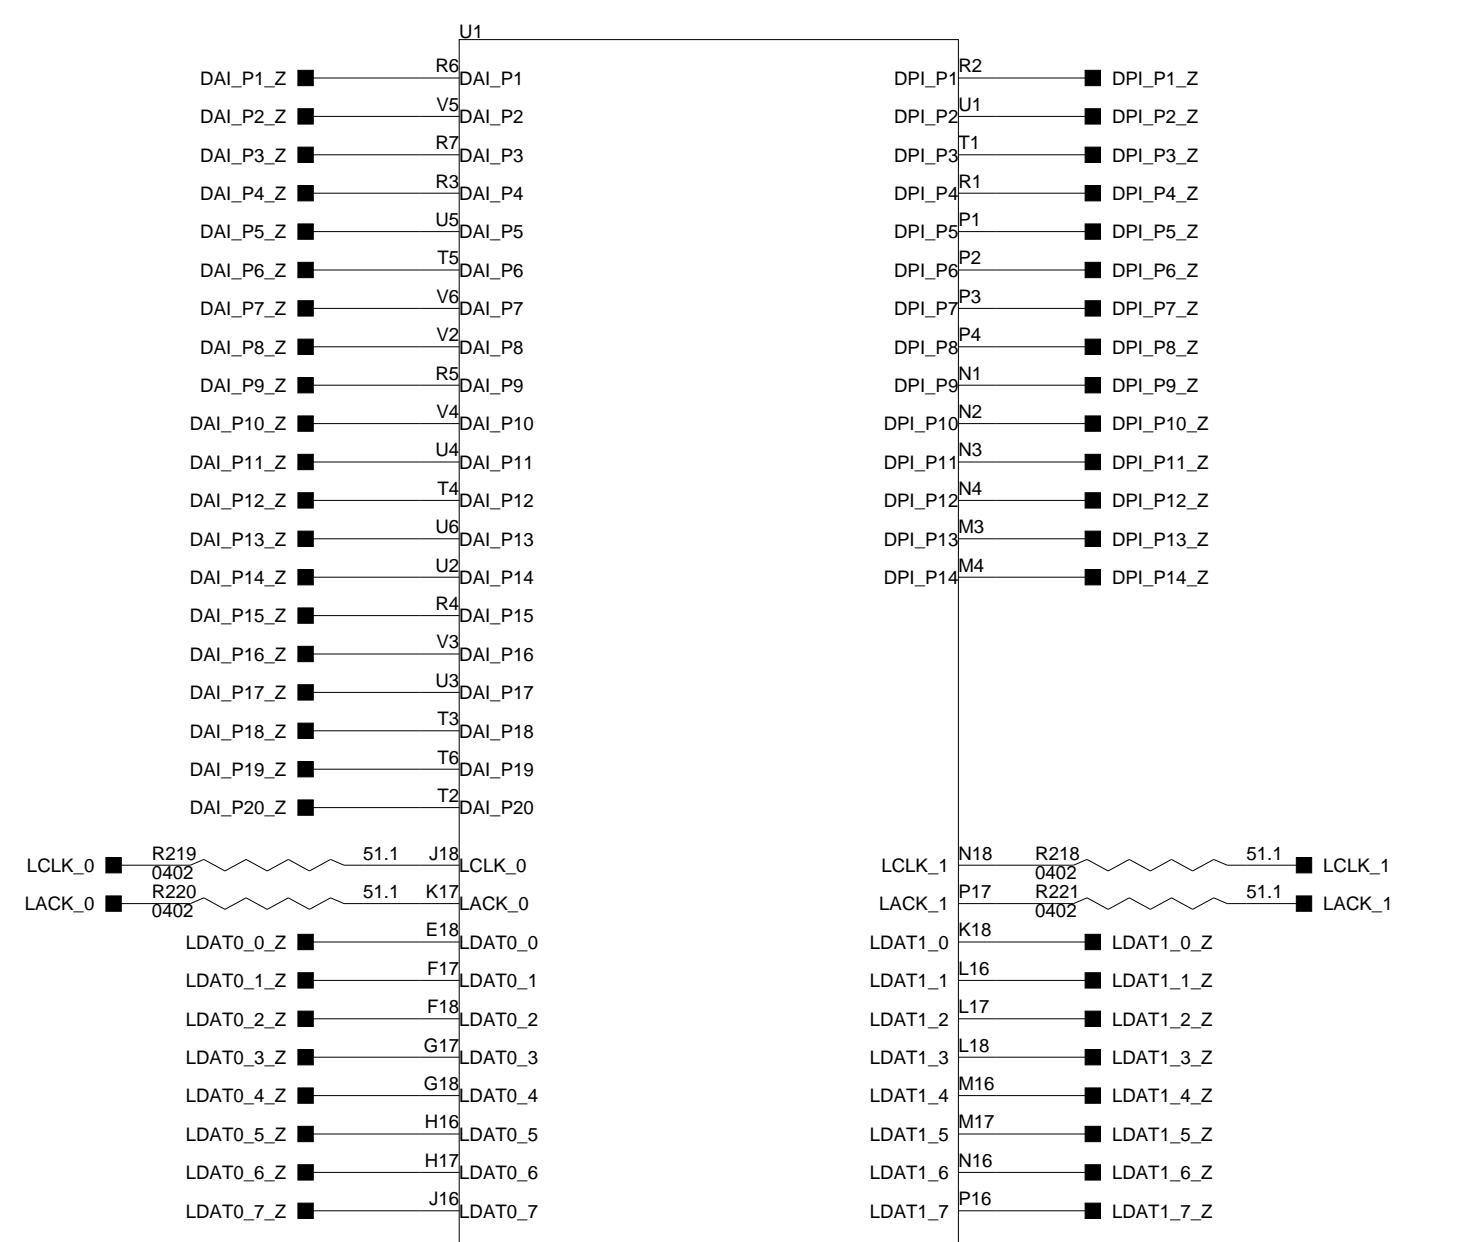 U1
DAI_P1_Z R6 DAI_P1 DPI_P1 R2 DPI_P1_Z
DAI_P2_Z V5 DAI_P2 DPI_P2 U1 DPI_P2_Z
DAI_P3_Z R7 DAI_P3 DPI_P3 T1 DPI_P3_Z
DAI_P4_Z R3 DAI_P4 DPI_P4 R1 DPI_P4_Z
DAI_P5_Z U5 DAI_P5 DPI_P5 P1 DPI_P5_Z
DAI_P6_Z T5 DAI_P6 DPI_P6 P2 DPI_P6_Z
DAI_P7_Z V6 DAI_P7 DPI_P7 P3 DPI_P7_Z
DAI_P8_Z V2 DAI_P8 DPI_P8 P4 DPI_P8_Z
DAI_P9_Z R5 DAI_P9 DPI_P9 N1 DPI_P9_Z
DAI_P10_Z V4 DAI_P10 DPI_P10 N2 DPI_P10_Z
DAI_P11_Z U4 DAI_P11 DPI_P11 N3 DPI_P11_Z
DAI_P12_Z T4 DAI_P12 DPI_P12 N4 DPI_P12_Z
DAI_P13_Z U6 DAI_P13 DPI_P13 M3 DPI_P13_Z
DAI_P14_Z U2 DAI_P14 DPI_P14 M4 DPI_P14_Z
DAI_P15_Z R4 DAI_P15
DAI_P16_Z V3 DAI_P16
DAI_P17_Z U3 DAI_P17
DAI_P18_Z T3 DAI_P18
DAI_P19_Z T6 DAI_P19
DAI_P20_Z T2 DAI_P20
LCLK_0 R219 51.1 J18 LCLK_0 LCLK_1 N18 R218 51.1 LCLK_1
0402 0402
LACK_0 R220 51.1 K17 LACK_0 LACK_1 P17 R221 51.1 LACK_1
0402 0402
LDAT0_0_Z E18 LDAT0_0 LDAT1_0 K18 LDAT1_0_Z
LDAT0_1_Z F17 LDAT0_1 LDAT1_1 L16 LDAT1_1_Z
LDAT0_2_Z F18 LDAT0_2 LDAT1_2 L17 LDAT1_2_Z
LDAT0_3_Z G17 LDAT0_3 LDAT1_3 L18 LDAT1_3_Z
LDAT0_4_Z G18 LDAT0_4 LDAT1_4 M16 LDAT1_4_Z
LDAT0_5_Z H16 LDAT0_5 LDAT1_5 M17 LDAT1_5_Z
LDAT0_6_Z H17 LDAT0_6 LDAT1_6 N16 LDAT1_6_Z
LDAT0_7_Z J16 LDAT0_7 LDAT1_7 P16 LDAT1_7_Z